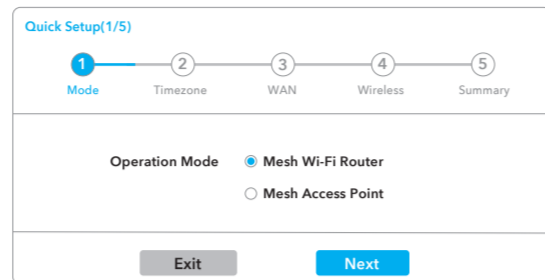 Quick Setup(1/5)
1 2 3 4 5
Mode Timezone WAN Wireless Summary
Operation Mode Mesh Wi-Fi Router
Mesh Access Point
Exit Next